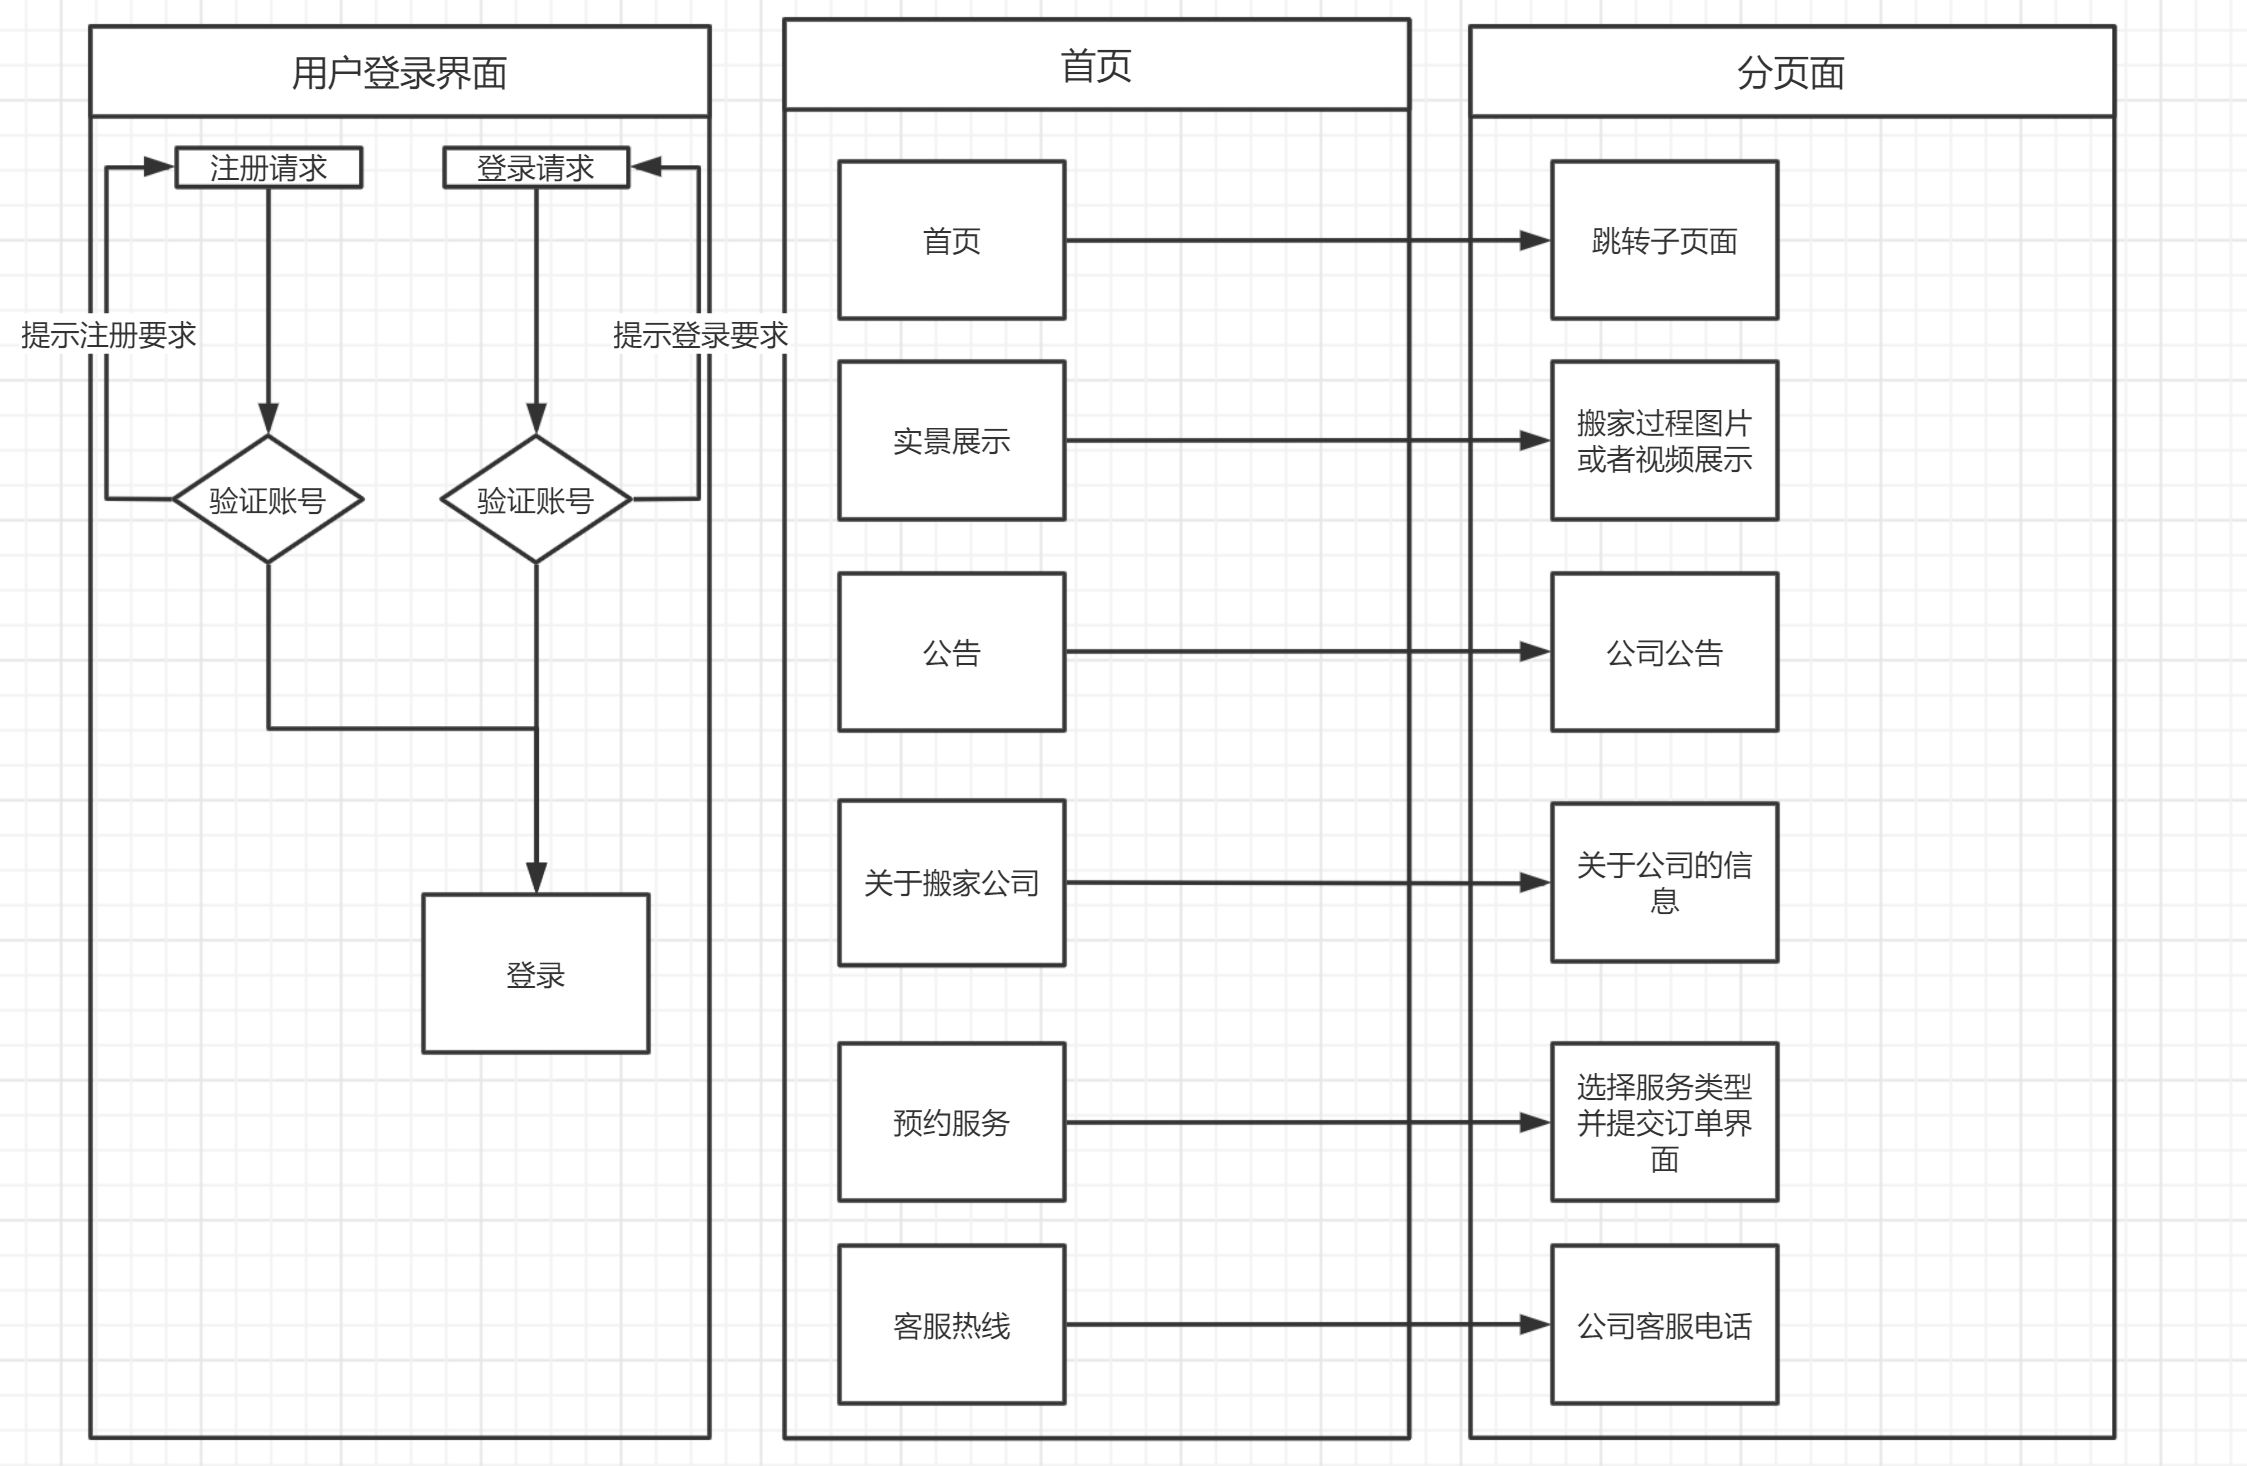 用户登录界面
注册请求
登录请求
提示注册要求
提示登录要求
验证账号
验证账号
登录
首页
首页
实景展示
公告
关于搬家公司
预约服务
客服热线
分页面
跳转子页面
搬家过程图片
或者视频展示
公司公告
关于公司的信
息
选择服务类型
并提交订单界
面
公司客服电话